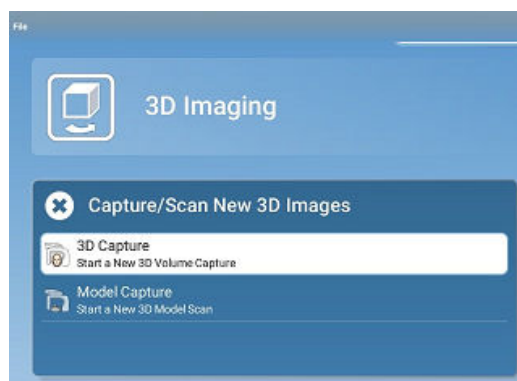 File
3D Imaging
Capture/Scan New 3D Images
3D Capture
Start a New 3D Volume Capture
Model Capture
Start a New 3D Model Scan